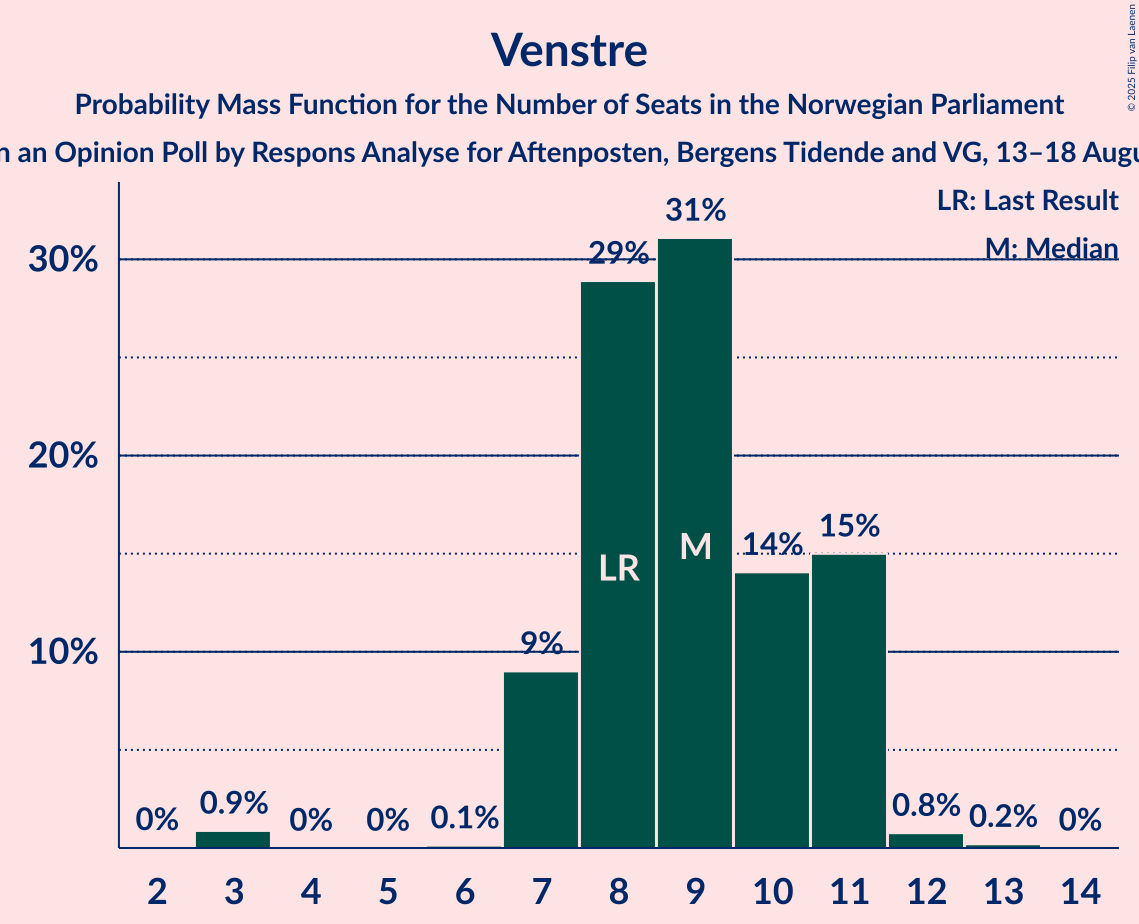 Venstre
Probability Mass Function for the Number of Seats in the Norwegian Parliament
an Opinion Poll by Respons Analyse for Aftenposten, Bergens Tidende and VG, 13–18
LR: Last Result
M: Median
© 2025 Filip van Laenen
30%
20%
10%
0%
0.9%
0%
0%
0.1%
9%
29%
31%
14%
15%
0.8%
0.2%
0%
LR
M
2 3 4 5 6 7 8 9 10 11 12 13 14